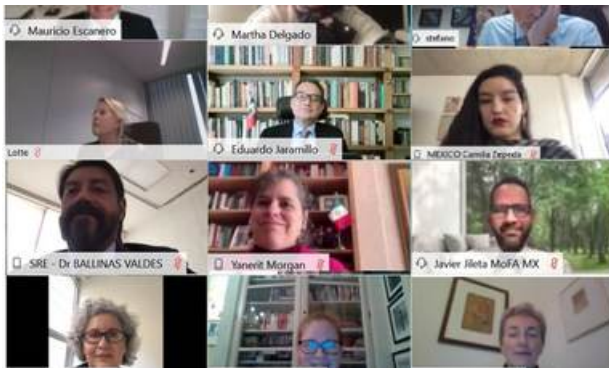 Mauricio Escanero
Martha Delgado
stefano
Lotte
Eduardo Jaramillo
MEXICO Camila Zepeda
SRE - Dr BALLINAS VALDES
Yanerit Morgan
Javier Jileta MoFA MX